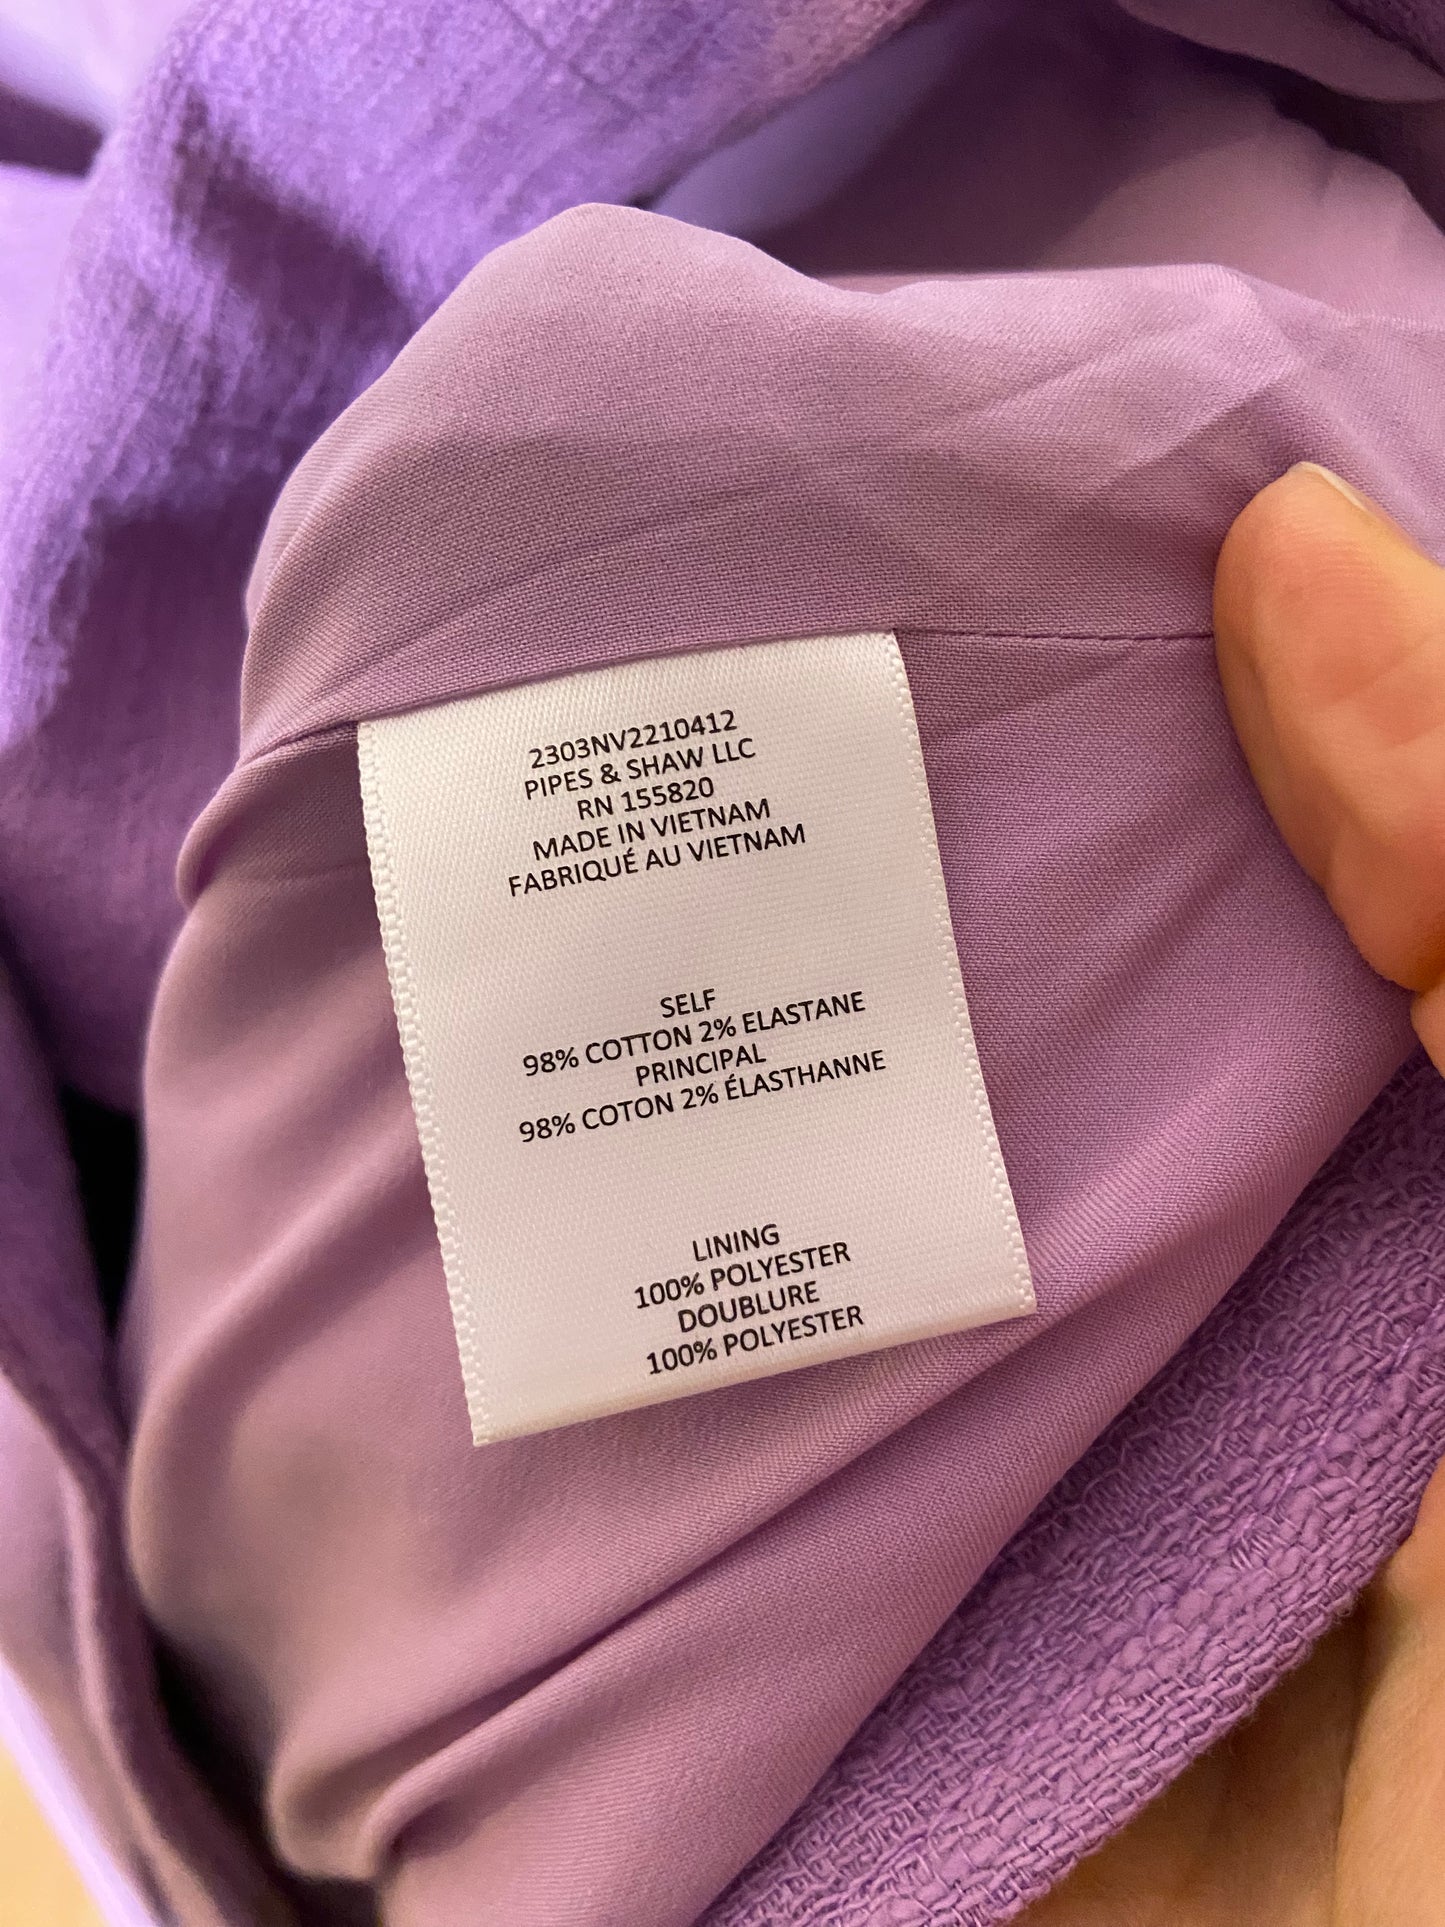 2303NV2210412
PIPES & SHAW LLC
RN 155820
MADE IN VIETNAM
FABRIQUÉ AU VIETNAM
SELF
98% COTTON 2% ELASTANE
PRINCIPAL
98% COTON 2% ÉLASTHANNE
LINING
100% POLYESTER
DOUBLURE
100% POLYESTER